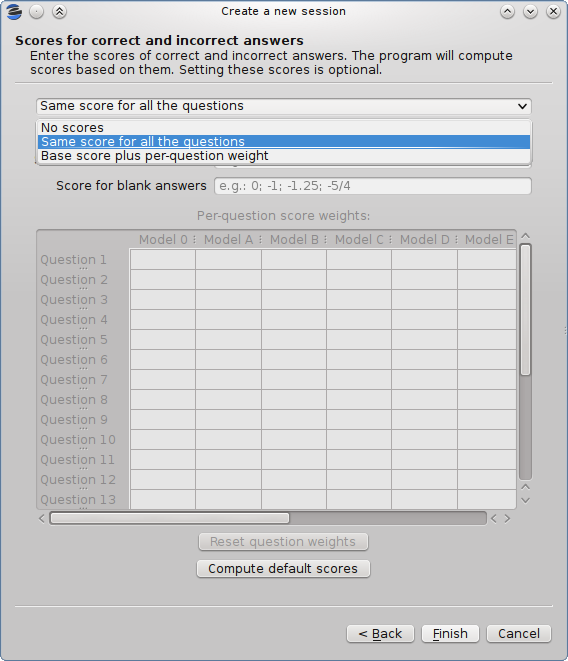 Create a new session
Scores for correct and incorrect answers
Enter the scores of correct and incorrect answers. The program will compute
scores based on them. Setting these scores is optional.
Same score for all the questions
No scores
Same score for all the questions
Base score plus per-question weight
Score for blank answers e.g.: 0; -1; -1.25; -5/4
Per-question score weights:
Model 0 Model A Model B Model C Model D Model E
Question 1
Question 2
Question 3
Question 4
Question 5
Question 6
Question 7
Question 8
Question 9
Question 10
Question 11
Question 12
Question 13
Reset question weights
Compute default scores
< Back Finish Cancel